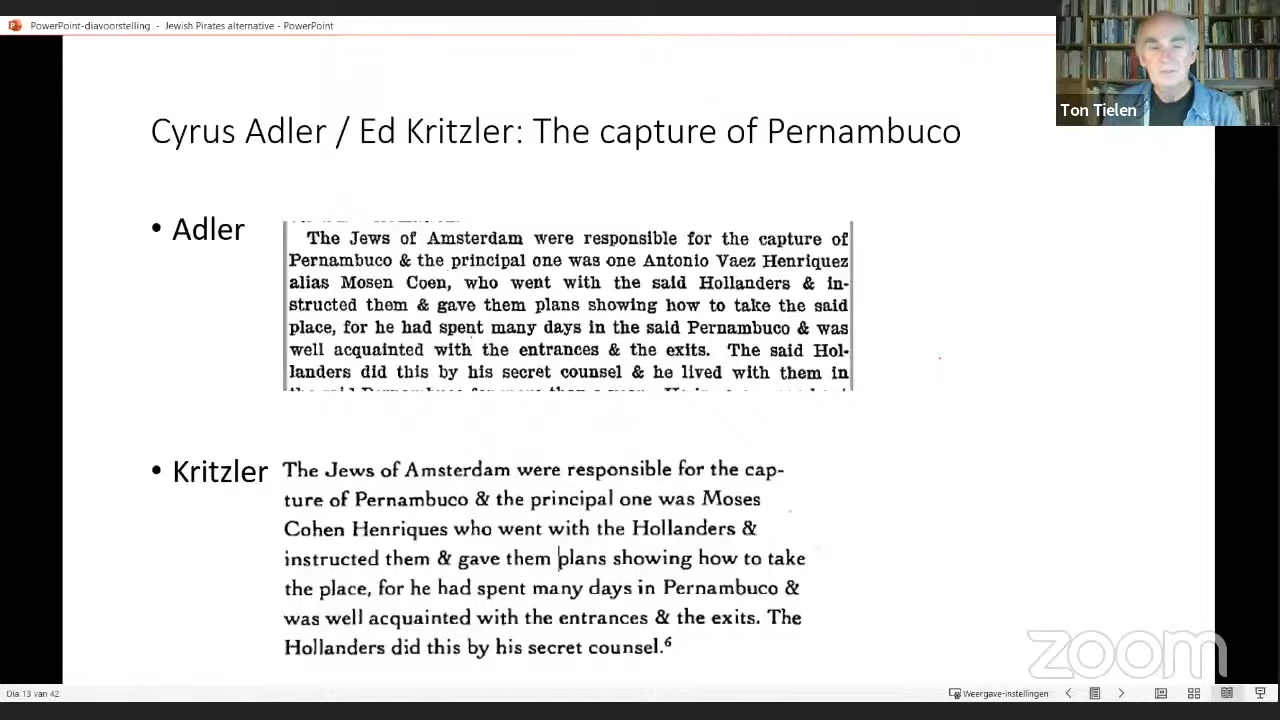 PowerPoint-diavoorstelling - Jewish Pirates alternative - PowerPoint
Ton Tielen
Cyrus Adler / Ed Kritzler: The capture of Pernambuco
• Adler
The Jews of Amsterdam were responsible for the capture of
Pernambuco & the principal one was one Antonio Vaez Henriquez
alias Mosen Coen, who went with the said Hollanders & in-
structed them & gave them plans showing how to take the said
place, for he had spent many days in the said Pernambuco & was
well acquainted with the entrances & the exits. The said Hol-
landers did this by his secret counsel & he lived with them in
• Kritzler
The Jews of Amsterdam were responsible for the cap-
ture of Pernambuco & the principal one was Moses
Cohen Henriques who went with the Hollanders &
instructed them & gave them plans showing how to take
the place, for he had spent many days in Pernambuco &
was well acquainted with the entrances & the exits. The
Hollanders did this by his secret counsel.6
zoom
Dia 13 van 42
Weergave-instellingen